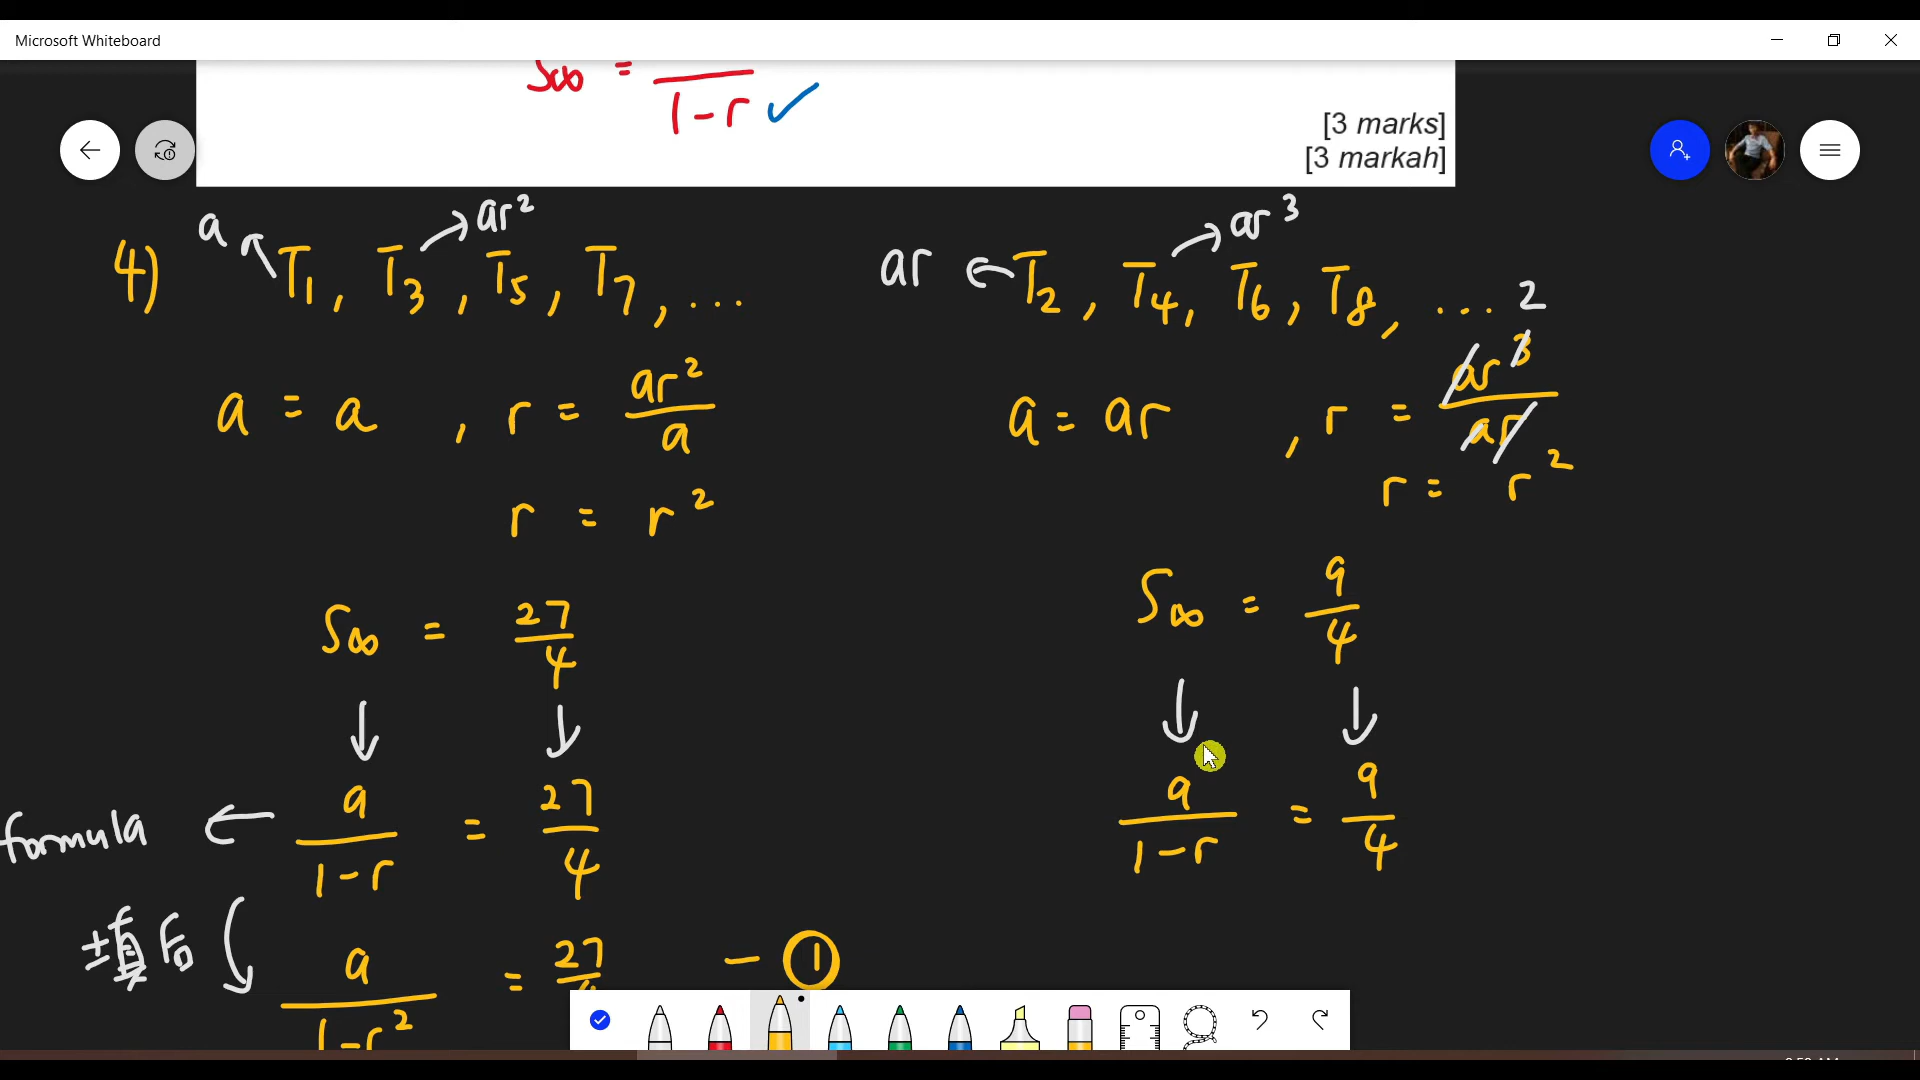 Microsoft Whiteboard
S∞ = / 1-r ✓
[3 marks]
[3 markah]
4) a ← T1, T3, T5, T7, ...
→ ar²
ar ← T2, T4, T6, T8, ...
→ ar³
a = a , r = ar²/a
r = r²
a = ar , r = ar³/ar
2
r = r²
S∞ = 27/4
S∞ = 9/4
↓ ↓
↓ ↓
formula ← a/1-r = 27/4
a/1-r = 9/4
填后
a/1-r² = 27/ - ①